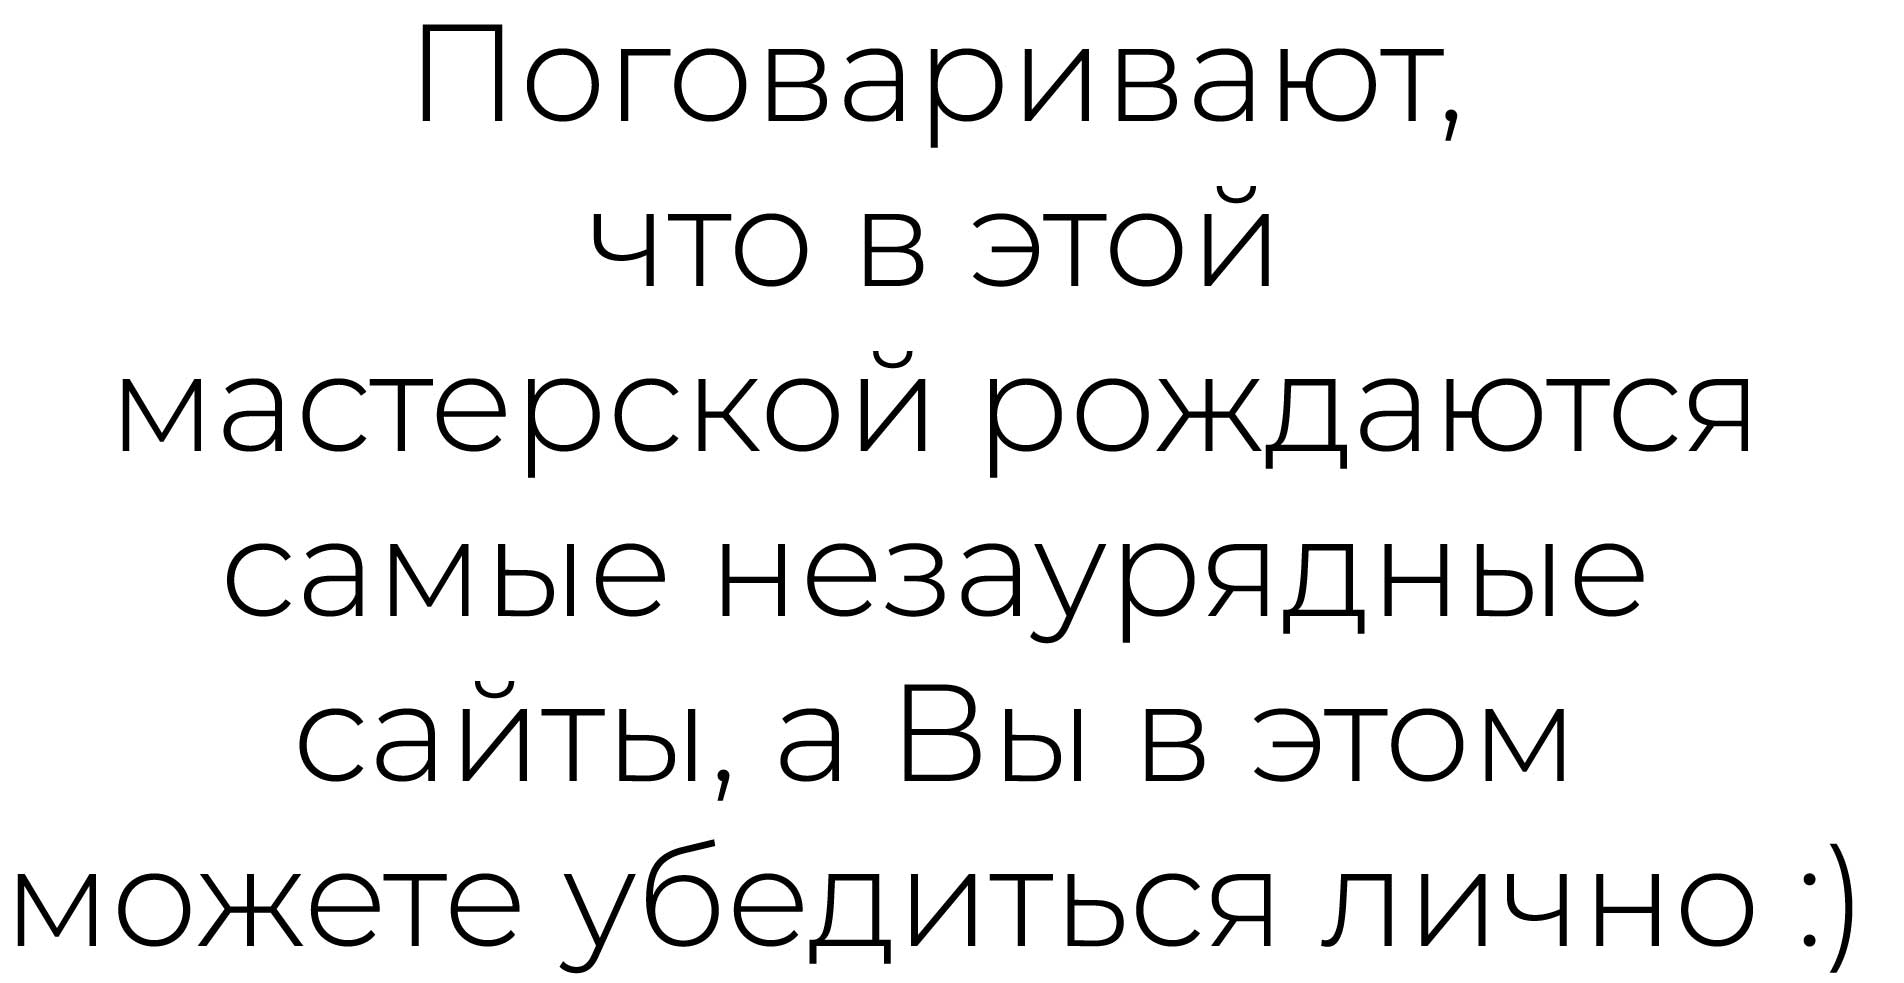 Поговаривают,
что в этой
мастерской рождаются
самые незаурядные
сайты, а Вы в этом
можете убедиться лично :)